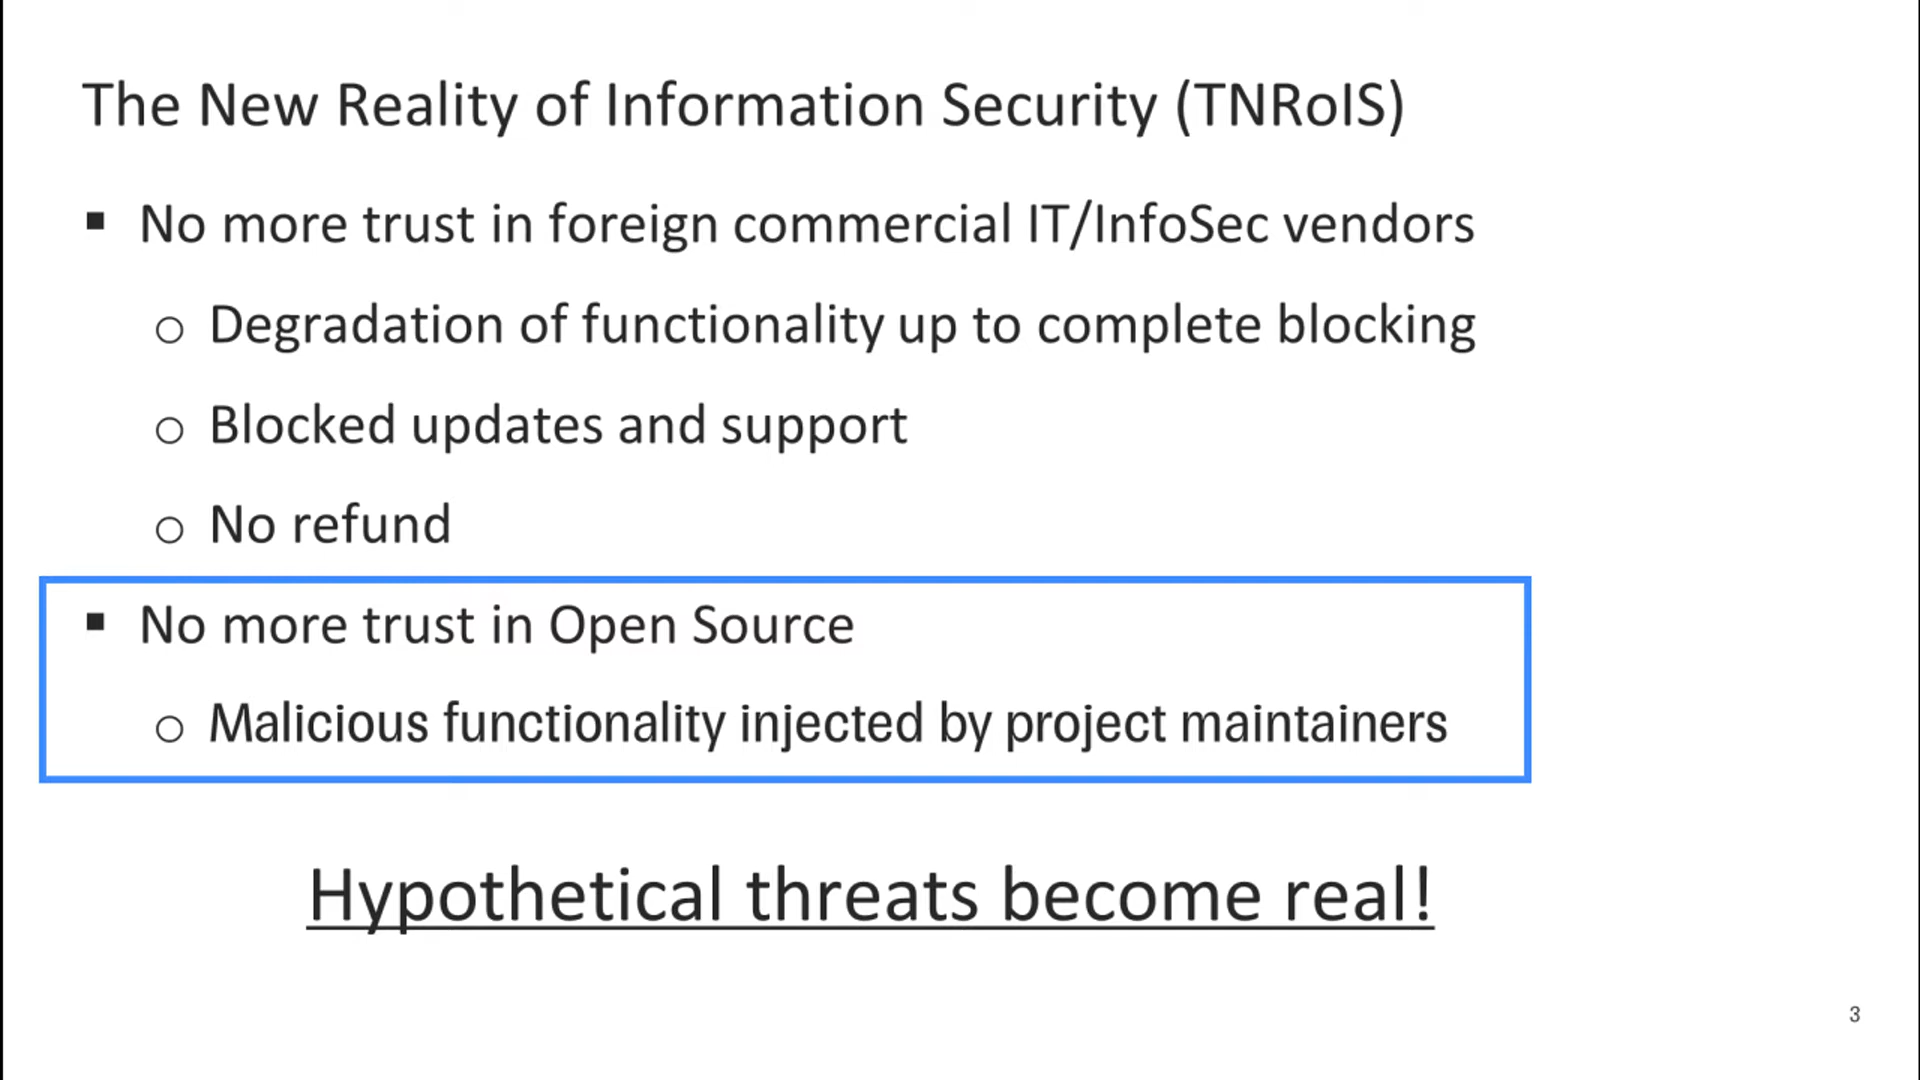 The New Reality of Information Security (TNRoIS)
▪ No more trust in foreign commercial IT/InfoSec vendors
o Degradation of functionality up to complete blocking
o Blocked updates and support
o No refund
▪ No more trust in Open Source
o Malicious functionality injected by project maintainers
Hypothetical threats become real!
3